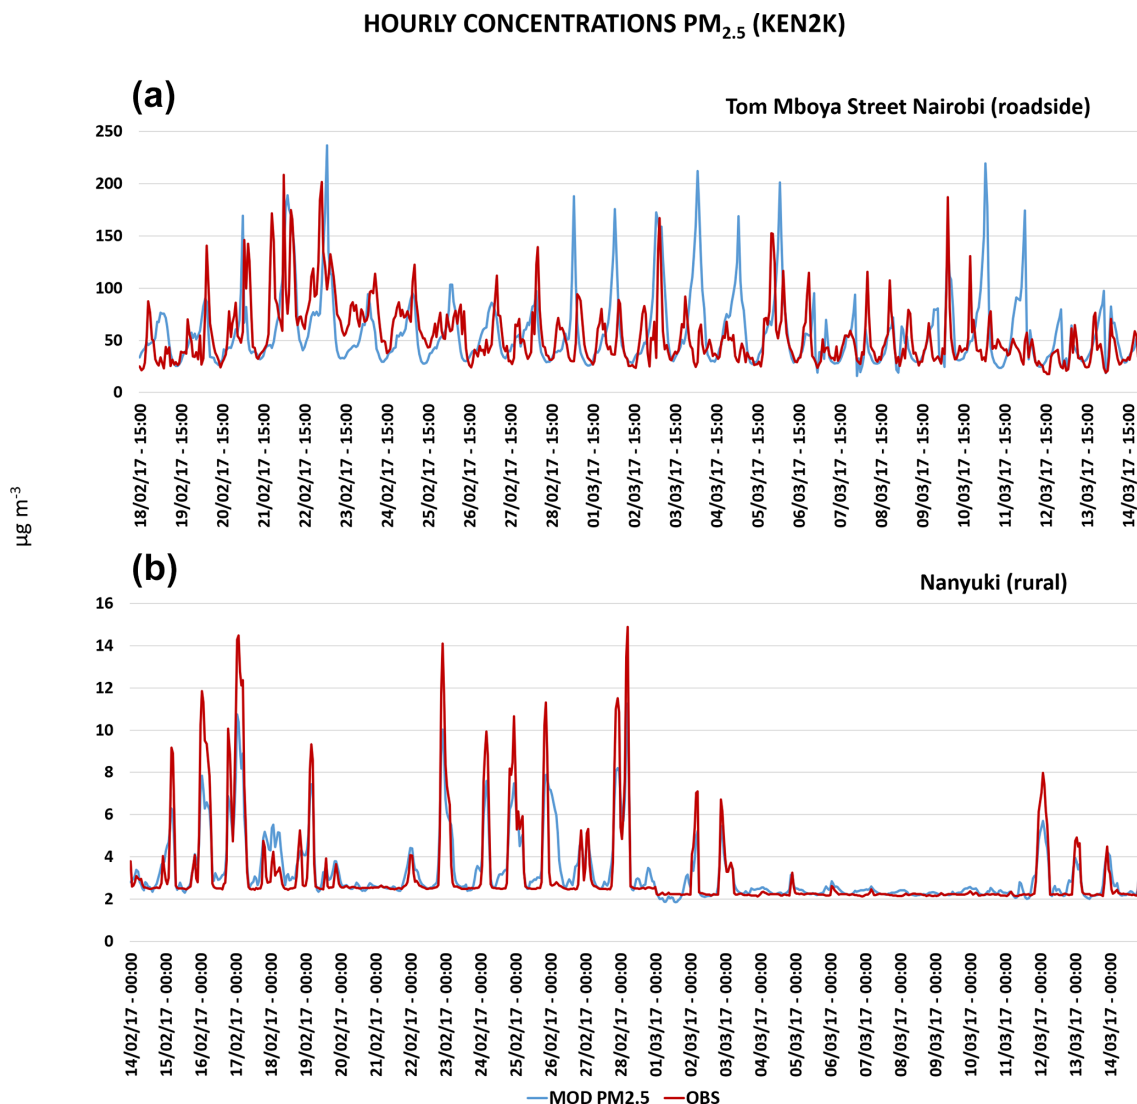 HOURLY CONCENTRATIONS PM2.5 (KEN2K)
(a)
Tom Mboya Street Nairobi (roadside)
250
200
150
100
50
0
18/02/17 - 15:00
19/02/17 - 15:00
20/02/17 - 15:00
21/02/17 - 15:00
22/02/17 - 15:00
23/02/17 - 15:00
24/02/17 - 15:00
25/02/17 - 15:00
26/02/17 - 15:00
27/02/17 - 15:00
28/02/17 - 15:00
01/03/17 - 15:00
02/03/17 - 15:00
03/03/17 - 15:00
04/03/17 - 15:00
05/03/17 - 15:00
06/03/17 - 15:00
07/03/17 - 15:00
08/03/17 - 15:00
09/03/17 - 15:00
10/03/17 - 15:00
11/03/17 - 15:00
12/03/17 - 15:00
13/03/17 - 15:00
14/03/17 - 15:00
µg m-3
(b)
Nanyuki (rural)
16
14
12
10
8
6
4
2
0
14/02/17 - 00:00
15/02/17 - 00:00
16/02/17 - 00:00
17/02/17 - 00:00
18/02/17 - 00:00
19/02/17 - 00:00
20/02/17 - 00:00
21/02/17 - 00:00
22/02/17 - 00:00
23/02/17 - 00:00
24/02/17 - 00:00
25/02/17 - 00:00
26/02/17 - 00:00
27/02/17 - 00:00
28/02/17 - 00:00
01/03/17 - 00:00
02/03/17 - 00:00
03/03/17 - 00:00
04/03/17 - 00:00
05/03/17 - 00:00
06/03/17 - 00:00
07/03/17 - 00:00
08/03/17 - 00:00
09/03/17 - 00:00
10/03/17 - 00:00
11/03/17 - 00:00
12/03/17 - 00:00
13/03/17 - 00:00
14/03/17 - 00:00
MOD PM2.5 OBS